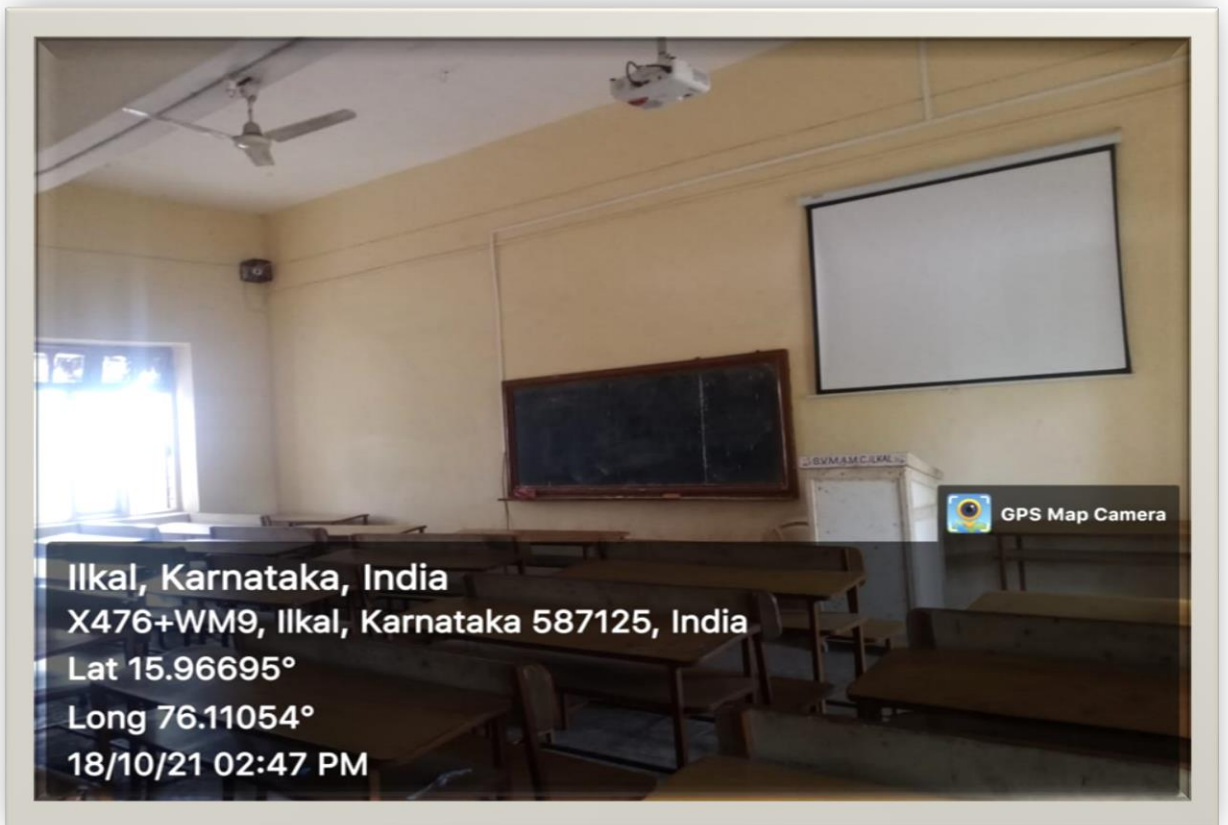 S.V.M.A.M.C. ILKAL
GPS Map Camera
Ilkal, Karnataka, India
X476+WM9, Ilkal, Karnataka 587125, India
Lat 15.96695°
Long 76.11054°
18/10/21 02:47 PM